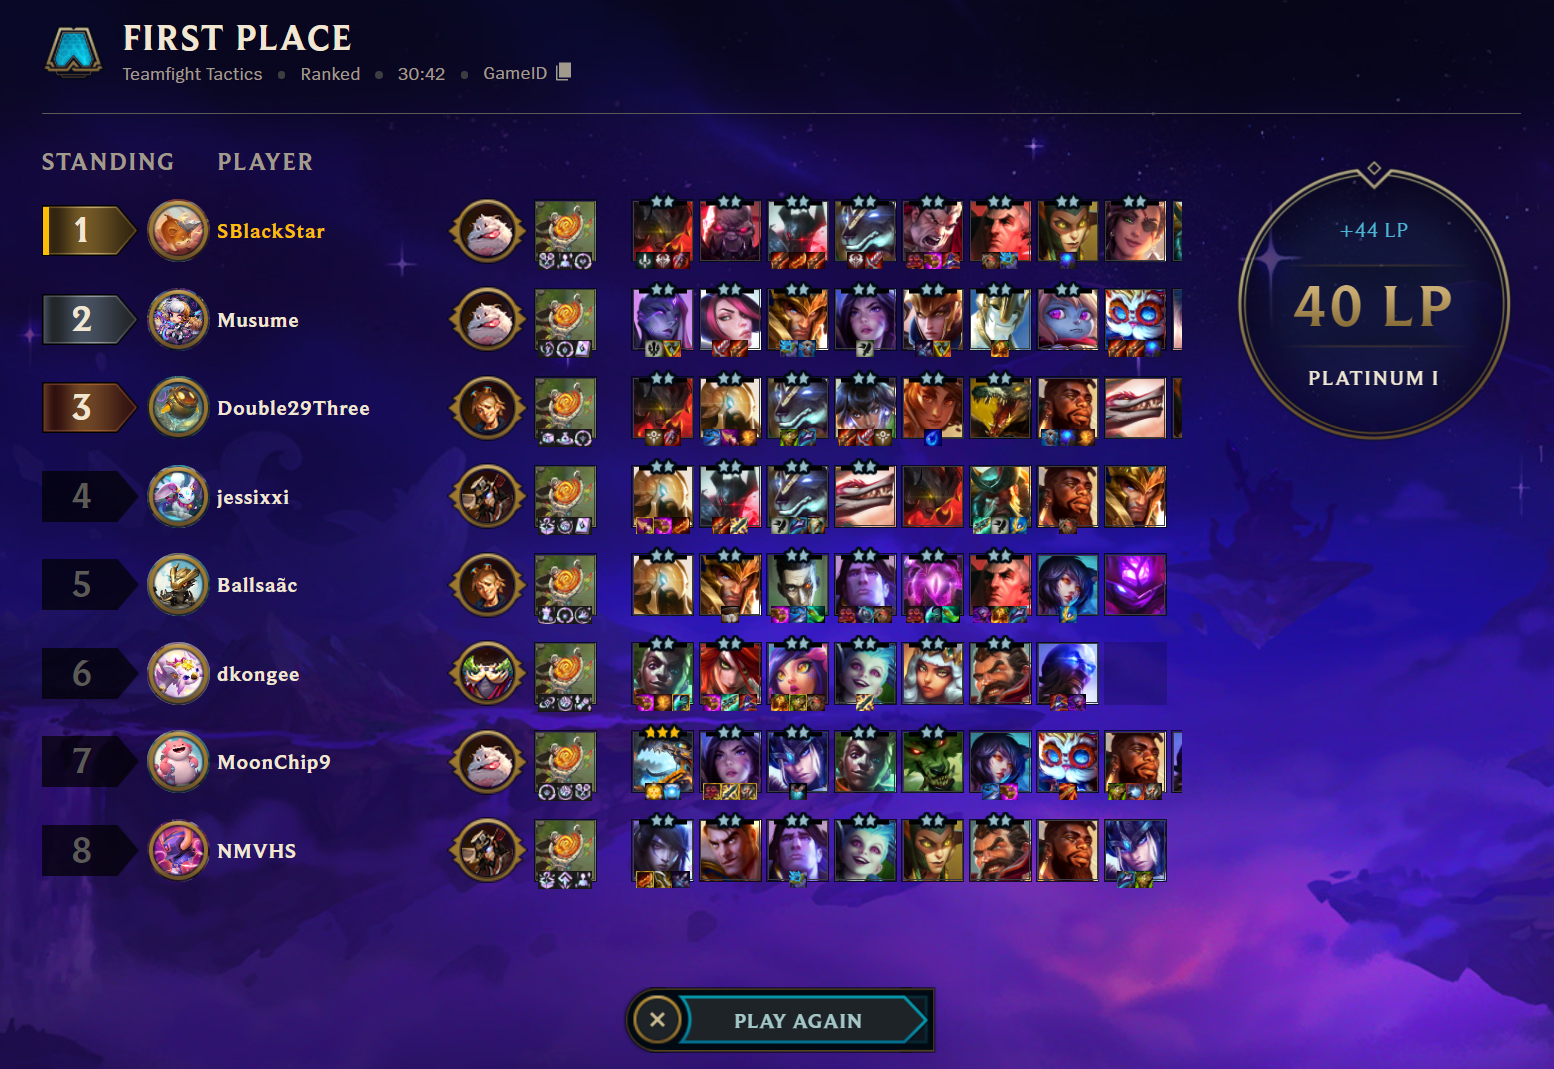 FIRST PLACE
Teamfight Tactics • Ranked • 30:42 • GameID
STANDING PLAYER
1 SBlackStar
2 Musume
3 Double29Three
4 jessixxi
5 Ballsaãc
6 dkongee
7 MoonChip9
8 NMVHS
+44 LP
40 LP
PLATINUM I
PLAY AGAIN